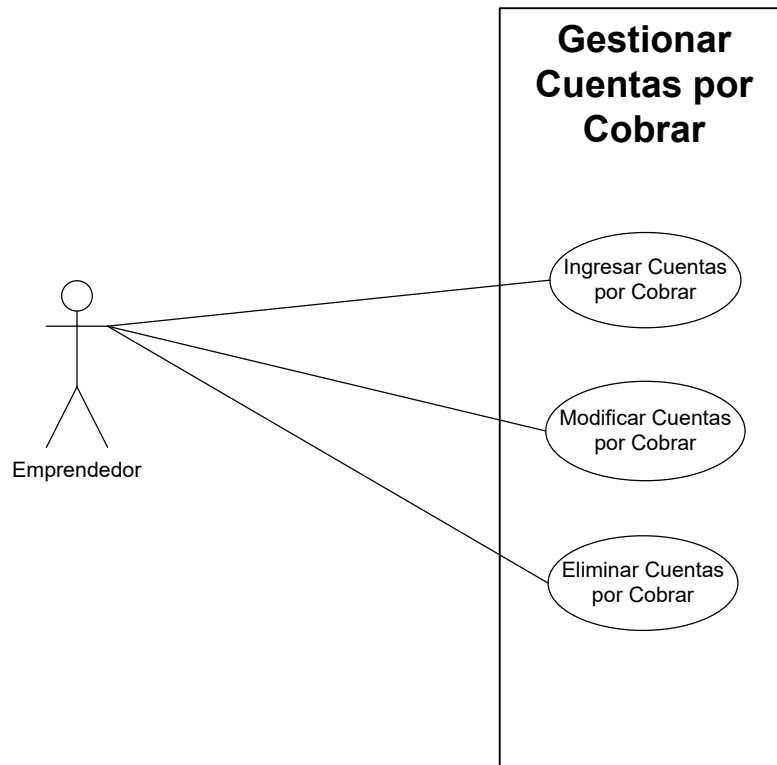 Gestionar
Cuentas por
Cobrar
Ingresar Cuentas
por Cobrar
Modificar Cuentas
por Cobrar
Emprendedor
Eliminar Cuentas
por Cobrar